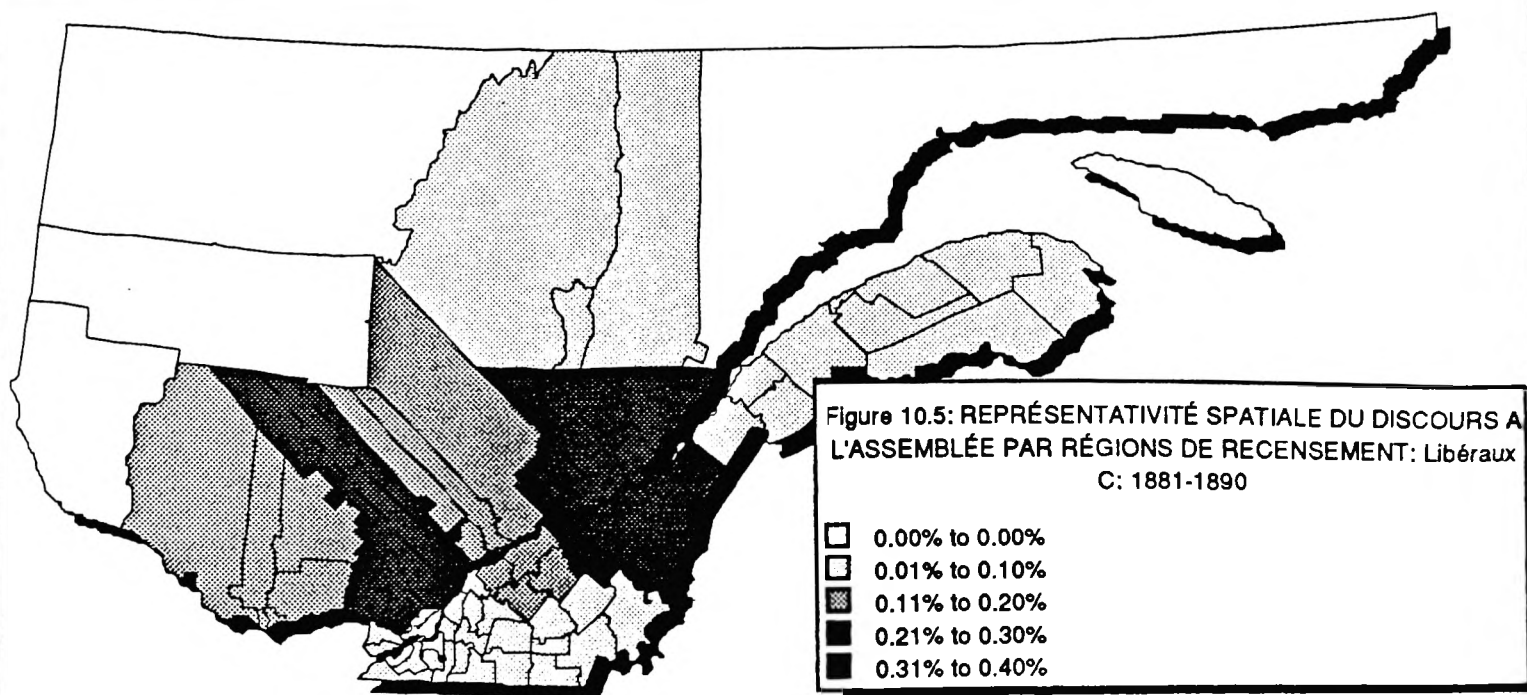 Figure 10.5: REPRÉSENTATIVITÉ SPATIALE DU DISCOURS A
L'ASSEMBLÉE PAR RÉGIONS DE RECENSEMENT: Libéraux
C: 1881-1890
0.00% to 0.00%
0.01% to 0.10%
0.11% to 0.20%
0.21% to 0.30%
0.31% to 0.40%